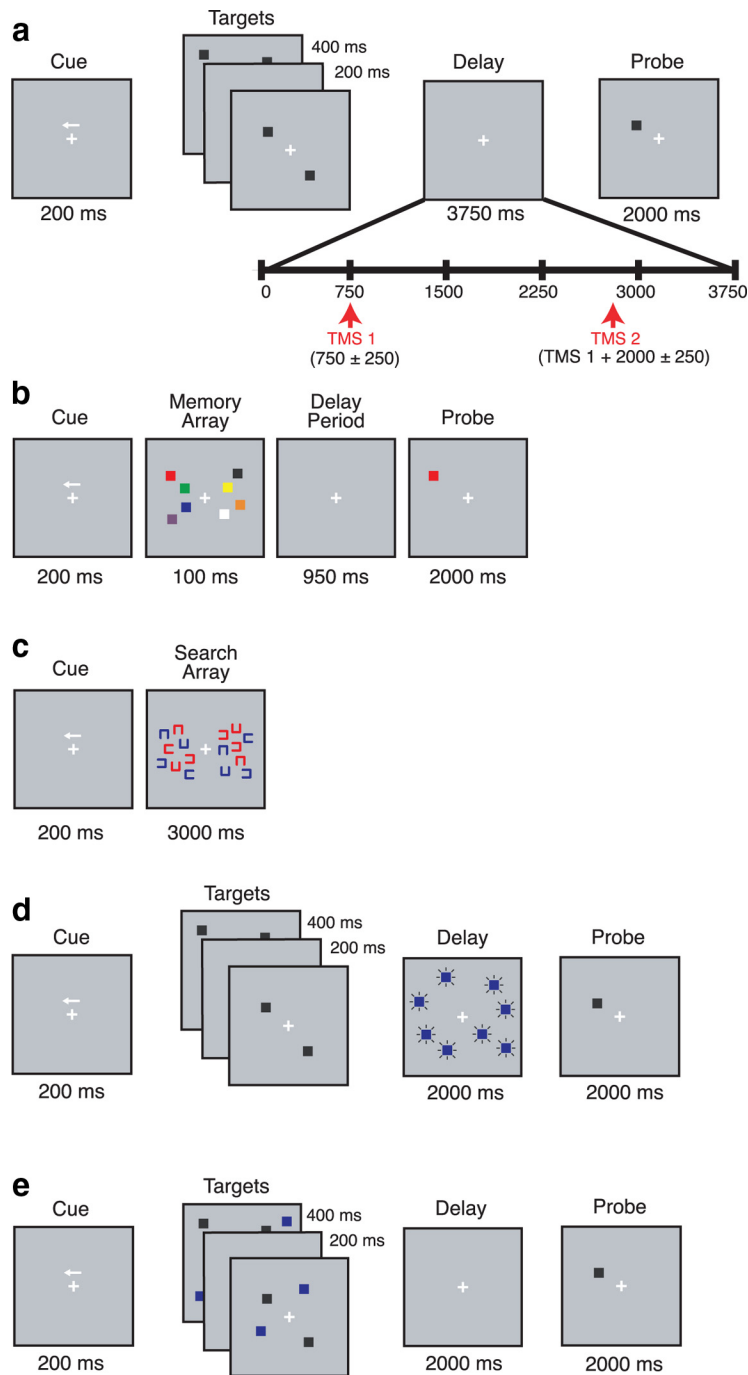 a
Targets
400 ms
200 ms
Cue
Delay
Probe
200 ms
3750 ms
2000 ms
0 750 1500 2250 3000 3750
TMS 1
(750 ± 250)
TMS 2
(TMS 1 + 2000 ± 250)
b
Cue
Memory
Array
Delay
Period
Probe
200 ms
100 ms
950 ms
2000 ms
c
Cue
Search
Array
200 ms
3000 ms
d
Targets
400 ms
200 ms
Cue
Delay
Probe
200 ms
2000 ms
2000 ms
e
Targets
400 ms
200 ms
Cue
Delay
Probe
200 ms
2000 ms
2000 ms